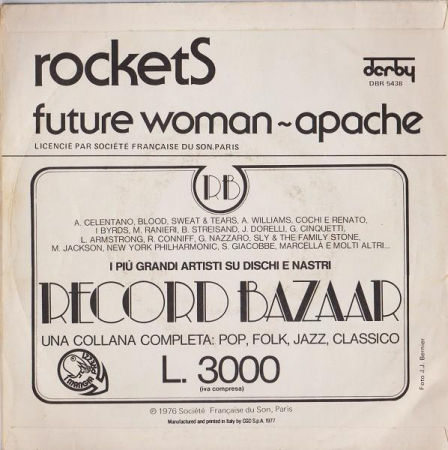 rocketS
derby
DBR 5438
future woman ~ apache
LICENCIÉ PAR SOCIÉTÉ FRANÇAISE DU SON. PARIS
RB
A. CELENTANO, BLOOD, SWEAT & TEARS, A. WILLIAMS, COCHI E RENATO,
I BYRDS, M. RANIERI, B. STREISAND, J. DORELLI, G. CINQUETTI,
L. ARMSTRONG, R. CONNIFF, G. NAZZARO, SLY & THE FAMILY STONE,
M. JACKSON, NEW YORK PHILHARMONIC, S. GIACOBBE, MARCELLA E MOLTI ALTRI...
I PIÚ GRANDI ARTISTI SU DISCHI E NASTRI
RECORD BAZAAR
UNA COLLANA COMPLETA: POP, FOLK, JAZZ, CLASSICO
L. 3000
(iva compresa)
Foto J.J. Bernier
℗ 1976 Société Française du Son, Paris
Manufactured and printed in Italy by CGD S.p.A. 1977